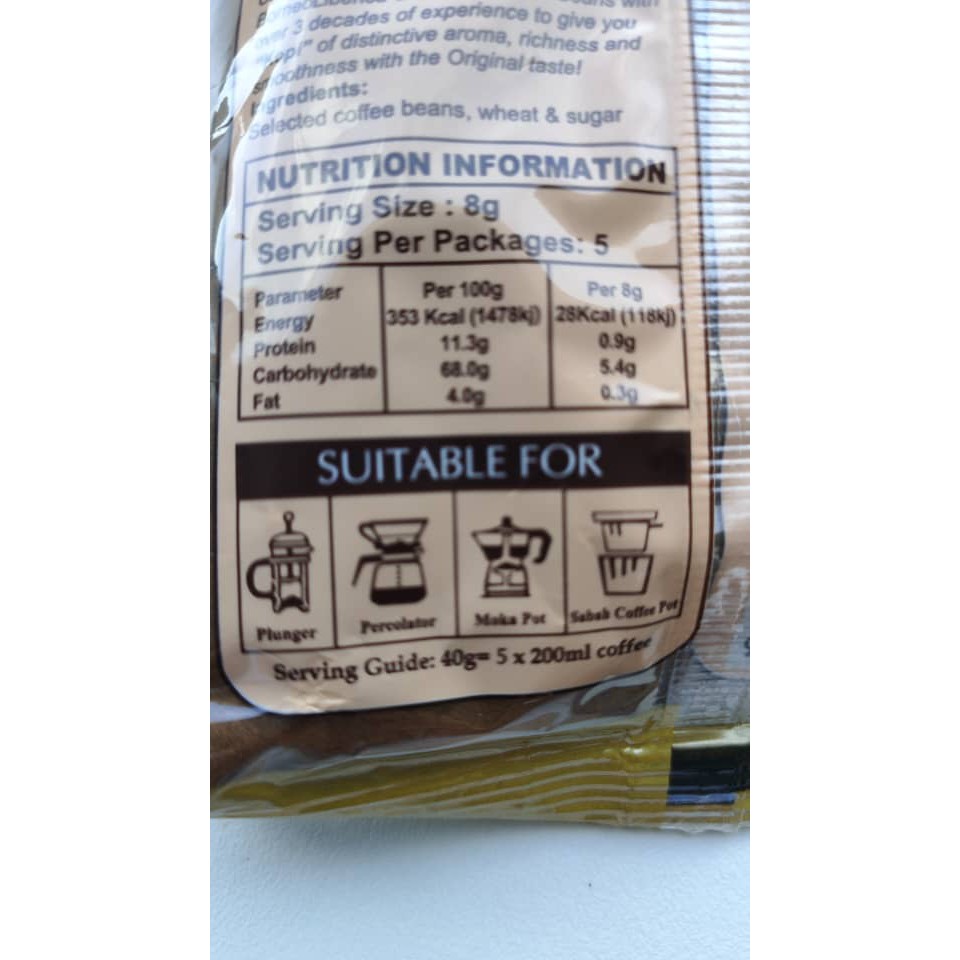 3 decades of experience to give you
of distinctive aroma, richness and
smoothness with the Original taste!
Ingredients:
Selected coffee beans, wheat & sugar
NUTRITION INFORMATION
Serving Size : 8g
Serving Per Packages: 5
Parameter Per 100g Per 8g
Energy 353 Kcal (1478kj) 28Kcal (118kj)
Protein 11.3g 0.9g
Carbohydrate 68.0g 5.4g
Fat 4.0g 0.3g
SUITABLE FOR
Plunger Percolator Moka Pot Sabah Coffee Pot
Serving Guide: 40g= 5 x 200ml coffee